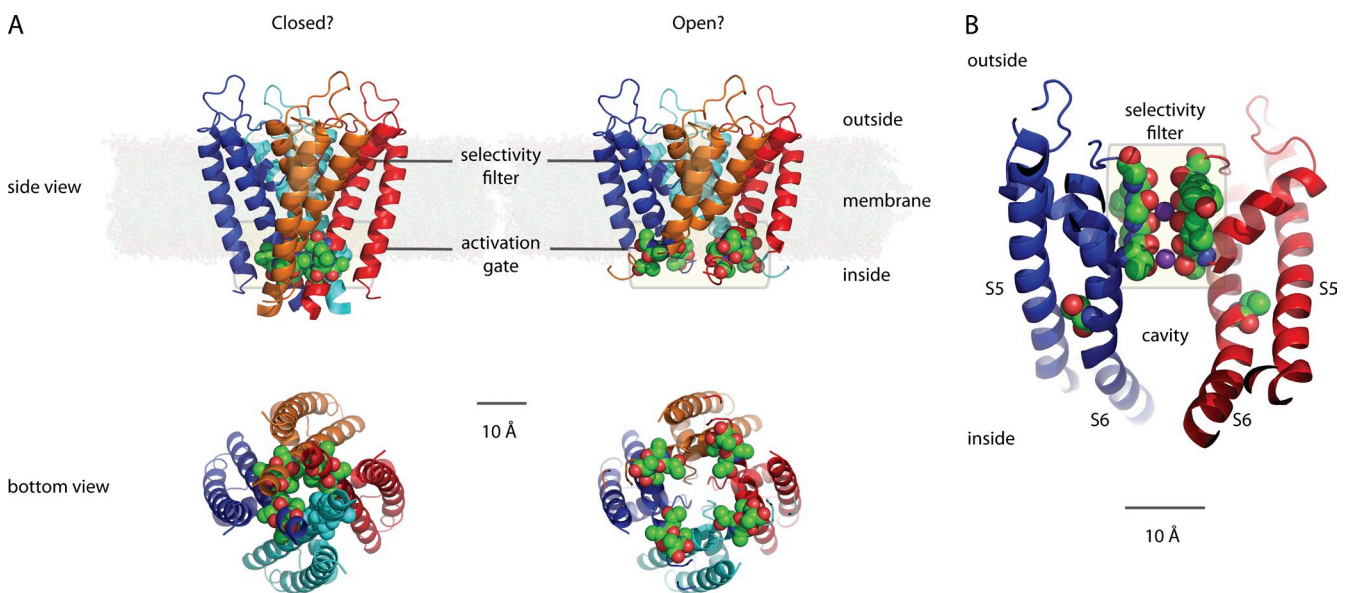 A
Closed?
Open?
outside
side view
selectivity
filter
membrane
activation
gate
inside
bottom view
10 Å
B
outside
selectivity
filter
S5
S5
cavity
S6
S6
inside
10 Å